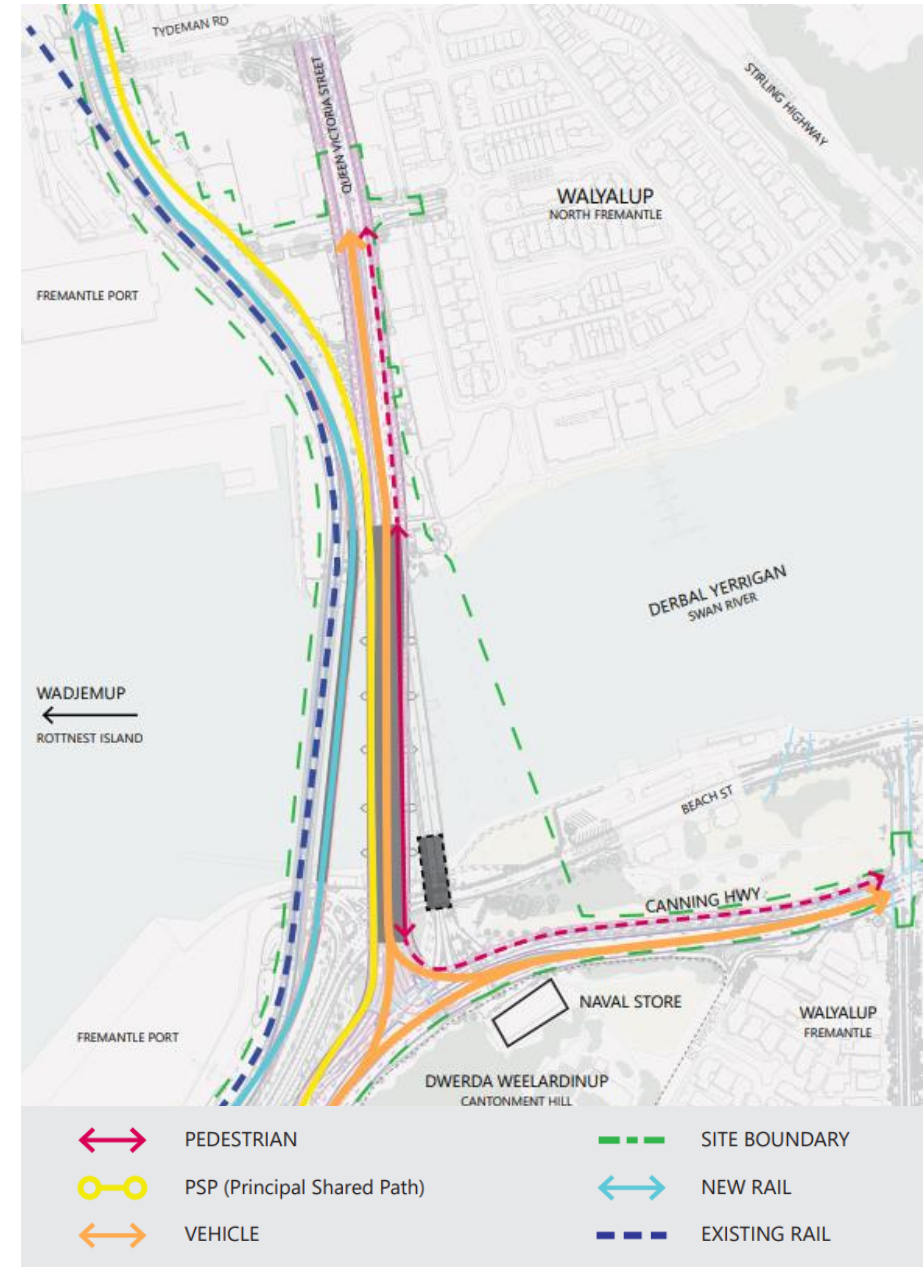 TYDEMAN RD
QUEEN VICTORIA STREET
STIRLING HIGHWAY
WALYALUP
NORTH FREMANTLE
FREMANTLE PORT
DERBAL YERRIGAN
SWAN RIVER
WADJEMUP
ROTTNEST ISLAND
BEACH ST
CANNING HWY
NAVAL STORE
WALYALUP
FREMANTLE
FREMANTLE PORT
DWERDA WEELARDINUP
CANTONMENT HILL
PEDESTRIAN
PSP (Principal Shared Path)
VEHICLE
SITE BOUNDARY
NEW RAIL
EXISTING RAIL